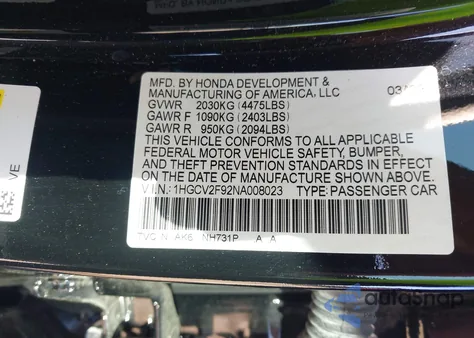 MFD. BY HONDA DEVELOPMENT &
MANUFACTURING OF AMERICA, LLC
GVWR 2030KG (4475LBS)
GAWR F 1090KG (2403LBS)
GAWR R 950KG (2094LBS)
THIS VEHICLE CONFORMS TO ALL APPLICABLE
FEDERAL MOTOR VEHICLE SAFETY, BUMPER,
AND THEFT PREVENTION STANDARDS IN EFFECT
ON THE DATE OF MANUFACTURE SHOWN ABOVE.
V.I.N.: 1HGCV2F92NA008023 TYPE: PASSENGER CAR
NH731P A A
VE
autosnap